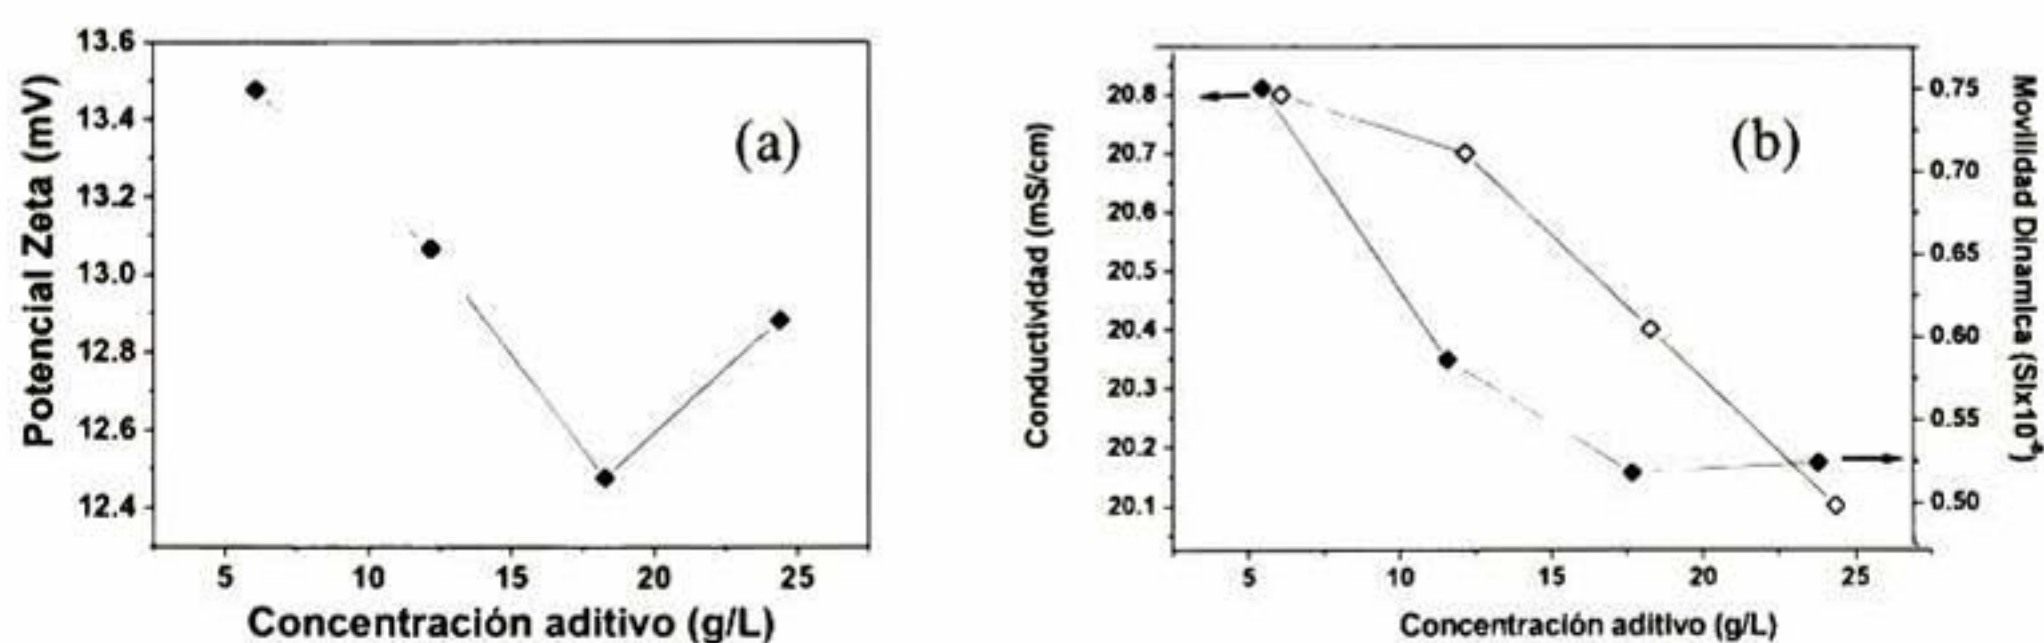 13.6
13.4
13.2
13.0
12.8
12.6
12.4
Potencial Zeta (mV)
(a)
5 10 15 20 25
Concentración aditivo (g/L)
20.8
20.7
20.6
20.5
20.4
20.3
20.2
20.1
Conductividad (mS/cm)
(b)
0.75
0.70
0.65
0.60
0.55
0.50
Movilidad Dinamica (SIx10
5 10 15 20 25
Concentración aditivo (g/L)